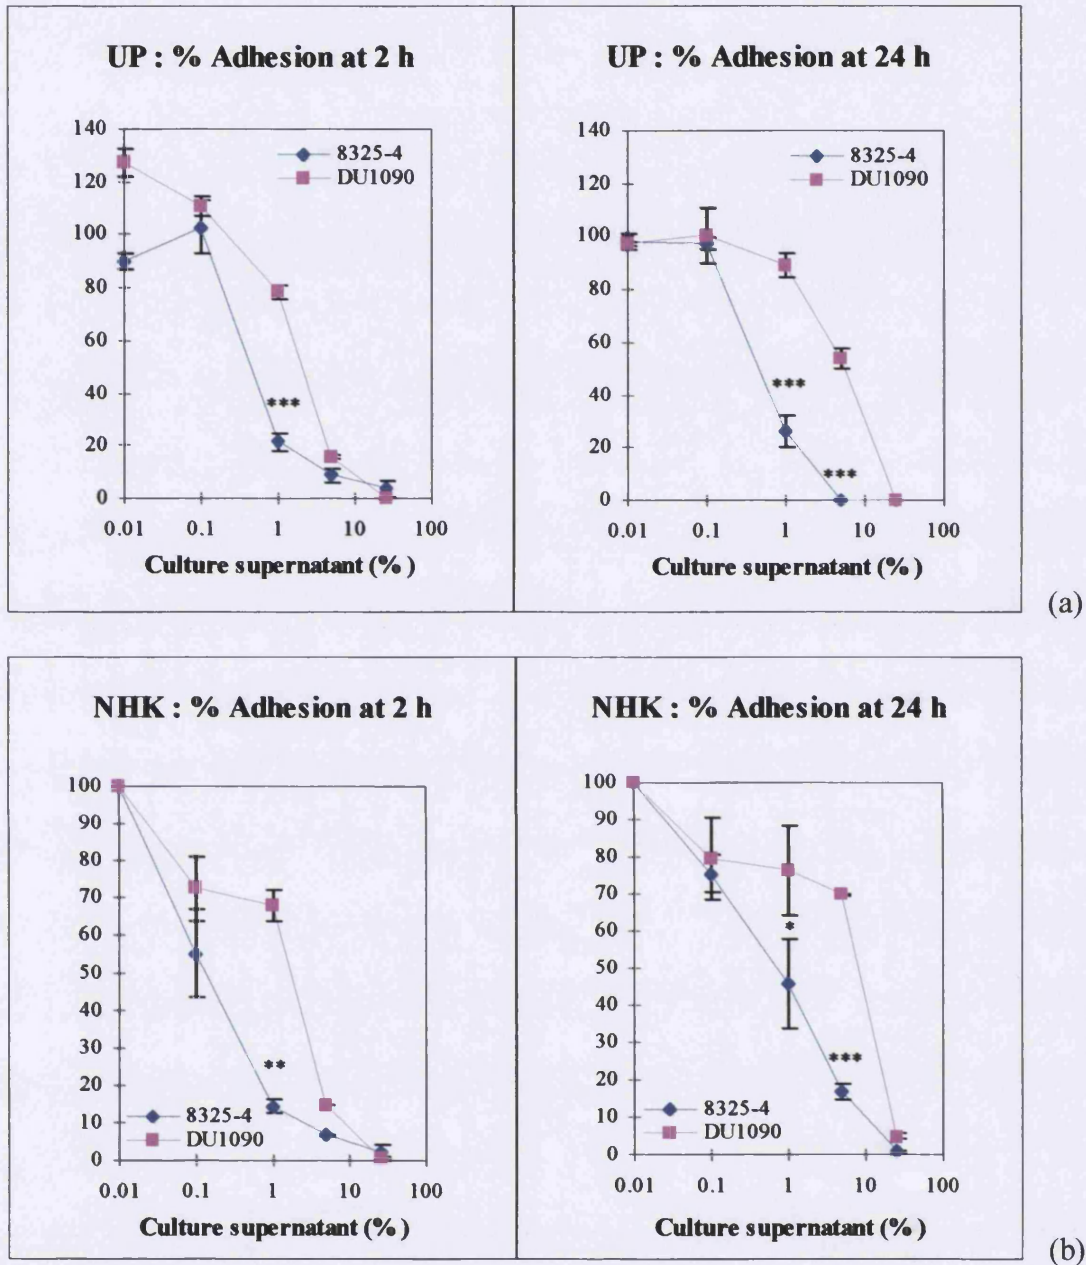 UP : % Adhesion at 2 h
140
120
100
80
60
40
20
0
8325-4
DU1090
***
0.01 0.1 1 10 100
Culture supernatant (%)
UP : % Adhesion at 24 h
140
120
100
80
60
40
20
0
8325-4
DU1090
***
***
0.01 0.1 1 10 100
Culture supernatant (%)
(a)
NHK : % Adhesion at 2 h
100
90
80
70
60
50
40
30
20
10
0
**
8325-4
DU1090
0.01 0.1 1 10 100
Culture supernatant (%)
NHK : % Adhesion at 24 h
100
90
80
70
60
50
40
30
20
10
0
*
***
8325-4
DU1090
0.01 0.1 1 10 100
Culture supernatant (%)
(b)